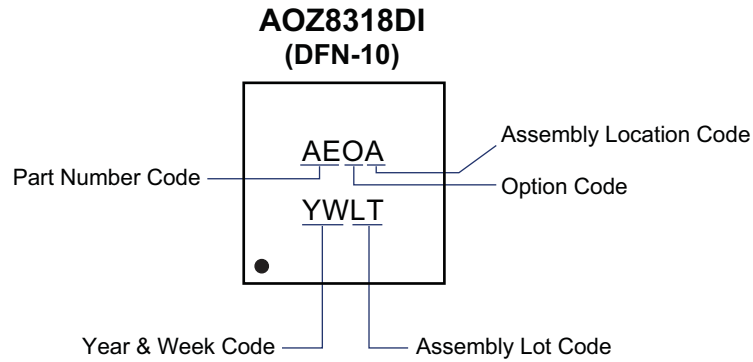 AOZ8318DI
(DFN-10)
AEOA
Assembly Location Code
Part Number Code
Option Code
YWLT
Year & Week Code
Assembly Lot Code